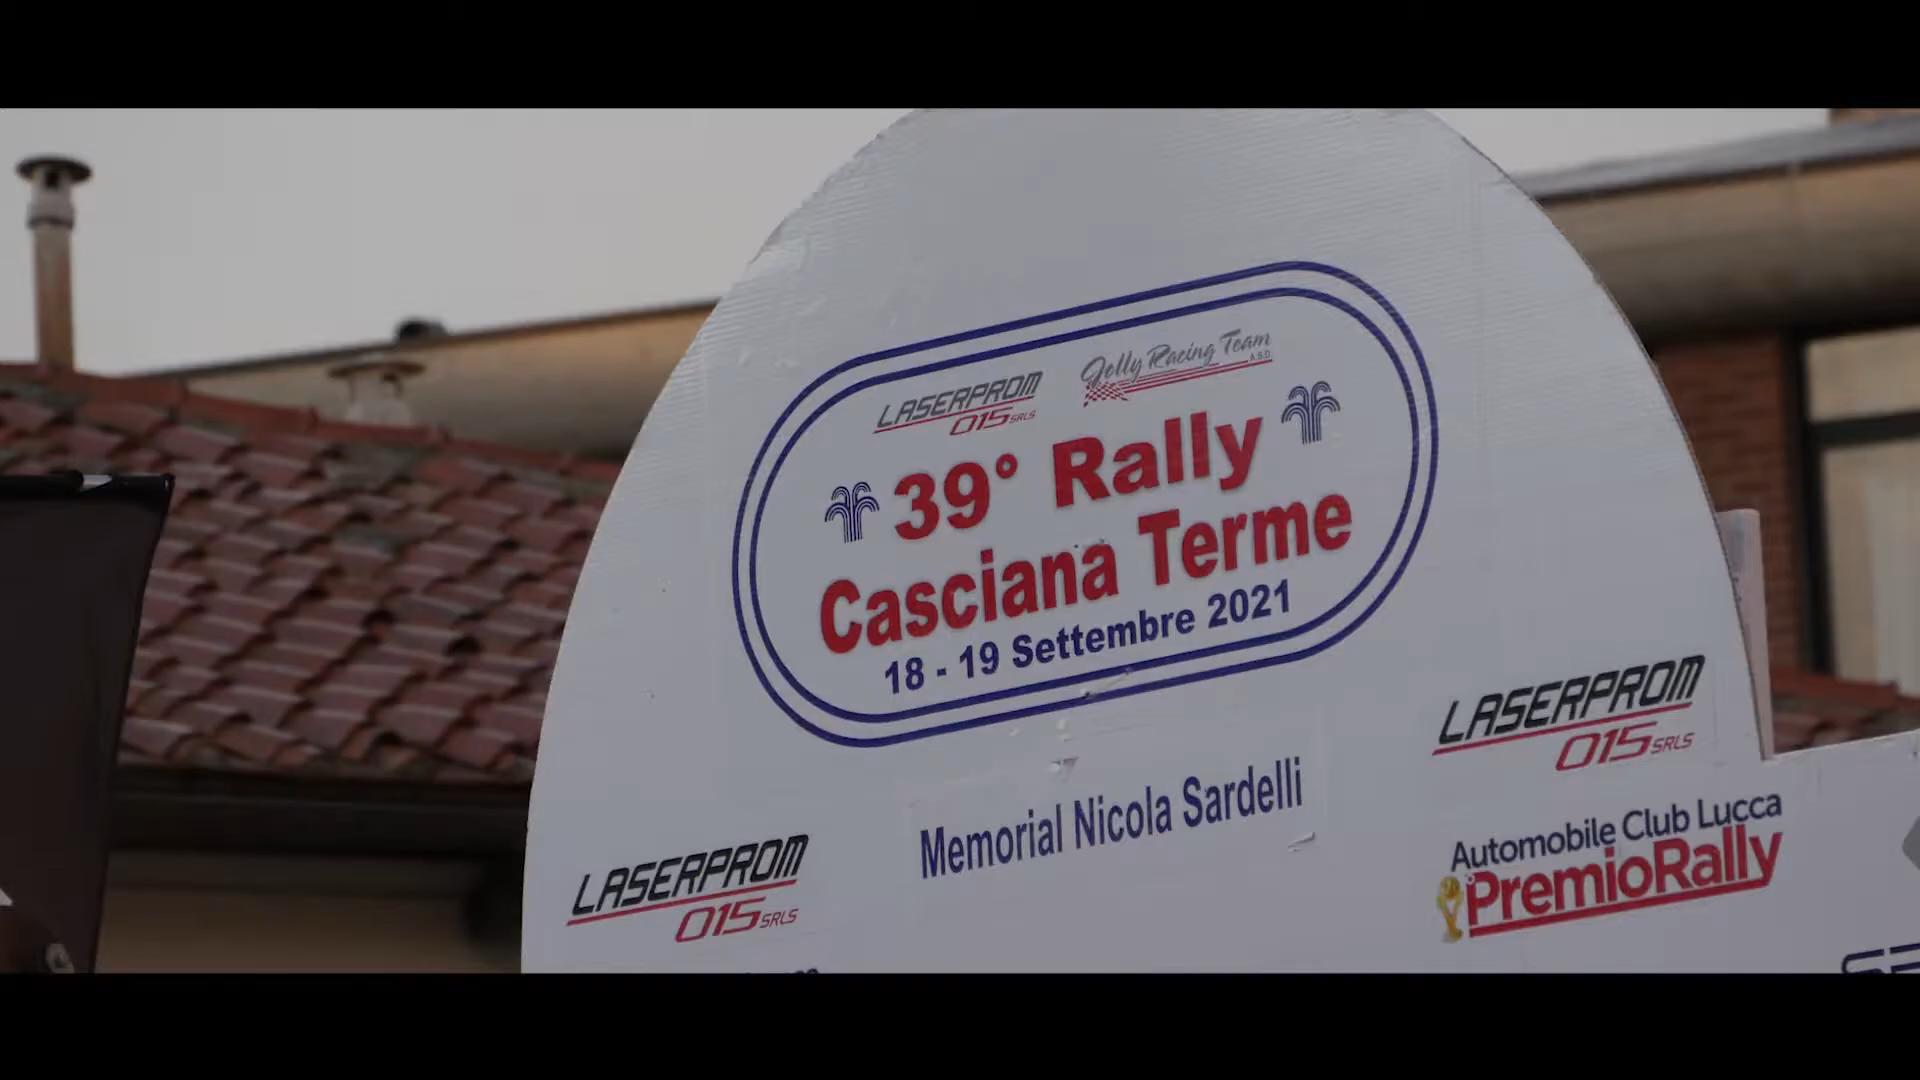 LASERPROM
015 SRLS
Jolly Racing Team
A.S.D.
39° Rally
Casciana Terme
18 - 19 Settembre 2021
Memorial Nicola Sardelli
LASERPROM
015 SRLS
Automobile Club Lucca
PremioRally
LASERPROM
015 SRLS